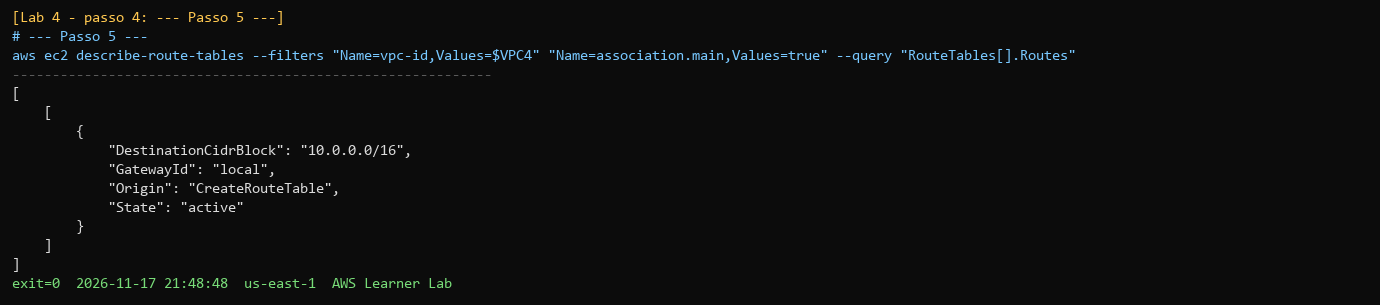 [Lab 4 - passo 4: --- Passo 5 ---]
# --- Passo 5 ---
aws ec2 describe-route-tables --filters "Name=vpc-id,Values=$VPC4" "Name=association.main,Values=true" --query "RouteTables[].Routes"
------------------------------------------------------------
[
    [
        {
            "DestinationCidrBlock": "10.0.0.0/16",
            "GatewayId": "local",
            "Origin": "CreateRouteTable",
            "State": "active"
        }
    ]
]
exit=0  2026-11-17 21:48:48  us-east-1  AWS Learner Lab